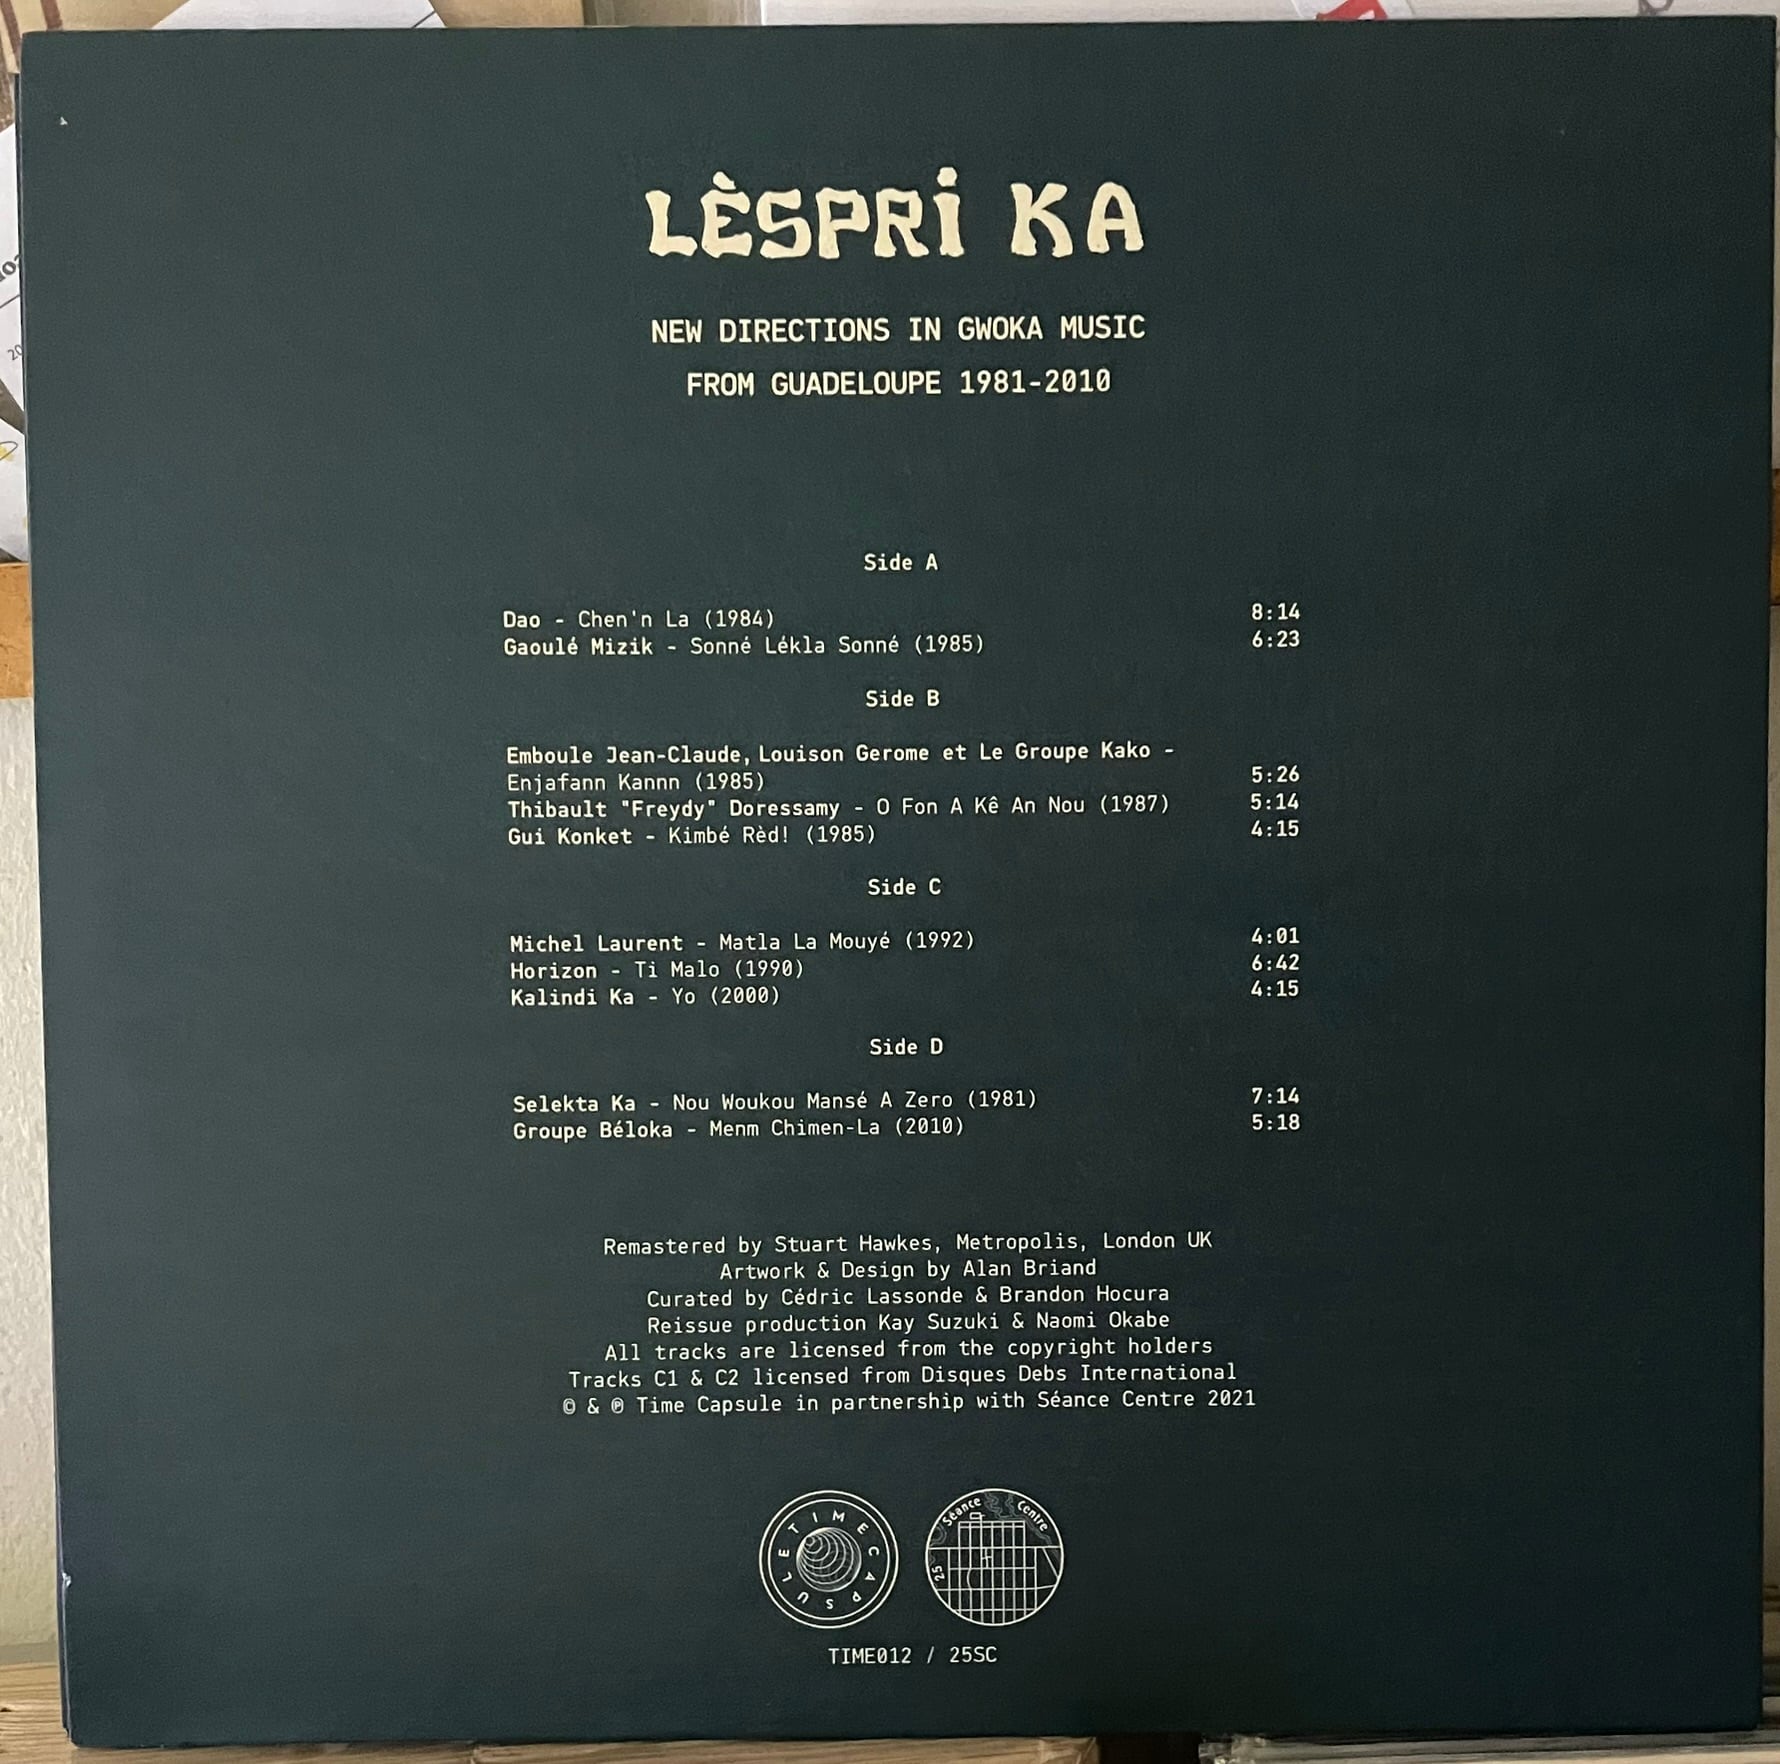 LÈSPRI KA
NEW DIRECTIONS IN GWOKA MUSIC
FROM GUADELOUPE 1981-2010
Side A
Dao - Chen'n La (1984) 8:14
Gaoulé Mizik - Sonné Lékla Sonné (1985) 6:23
Side B
Emboule Jean-Claude, Louison Gerome et Le Groupe Kako -
Enjafann Kannn (1985) 5:26
Thibault "Freydy" Doressamy - O Fon A Kê An Nou (1987) 5:14
Gui Konket - Kimbé Rèd! (1985) 4:15
Side C
Michel Laurent - Matla La Mouyé (1992) 4:01
Horizon - Ti Malo (1990) 6:42
Kalindi Ka - Yo (2000) 4:15
Side D
Selekta Ka - Nou Woukou Mansé A Zero (1981) 7:14
Groupe Béloka - Menm Chimen-La (2010) 5:18
Remastered by Stuart Hawkes, Metropolis, London UK
Artwork & Design by Alan Briand
Curated by Cédric Lassonde & Brandon Hocura
Reissue production Kay Suzuki & Naomi Okabe
All tracks are licensed from the copyright holders
Tracks C1 & C2 licensed from Disques Debs International
© & ℗ Time Capsule in partnership with Séance Centre 2021
TIME CAPSULE
Séance Centre
25
TIME012 / 25SC